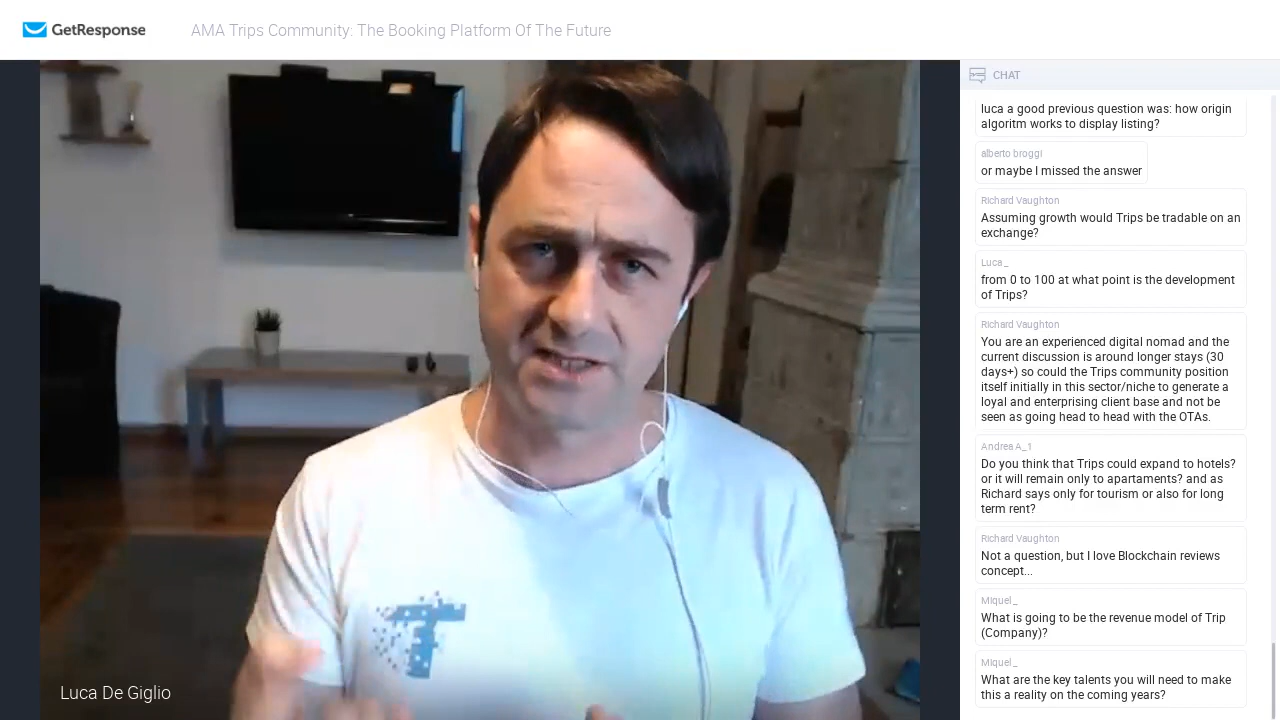 GetResponse
AMA Trips Community: The Booking Platform Of The Future
CHAT
luca a good previous question was: how origin
algoritm works to display listing?
alberto broggi
or maybe I missed the answer
Richard Vaughton
Assuming growth would Trips be tradable on an
exchange?
Luca_
from 0 to 100 at what point is the development
of Trips?
Richard Vaughton
You are an experienced digital nomad and the
current discussion is around longer stays (30
days+) so could the Trips community position
itself initially in this sector/niche to generate a
loyal and enterprising client base and not be
seen as going head to head with the OTAs.
Andrea A_1
Do you think that Trips could expand to hotels?
or it will remain only to apartaments? and as
Richard says only for tourism or also for long
term rent?
Richard Vaughton
Not a question, but I love Blockchain reviews
concept...
Miquel_
What is going to be the revenue model of Trip
(Company)?
Miquel_
What are the key talents you will need to make
this a reality on the coming years?
T
Luca De Giglio